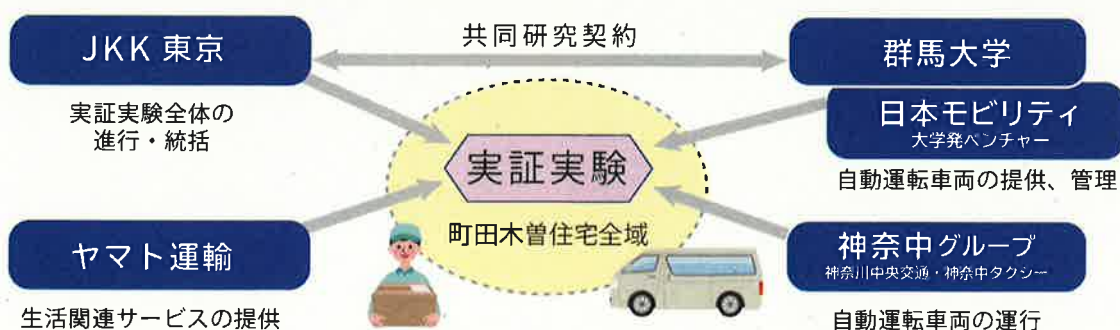 JKK 東京
共同研究契約
群馬大学
実証実験全体の
進行・統括
日本モビリティ
大学発ベンチャー
自動運転車両の提供、管理
実証実験
町田木曽住宅全域
ヤマト運輸
生活関連サービスの提供
神奈中グループ
神奈川中央交通・神奈中タクシー
自動運転車両の運行